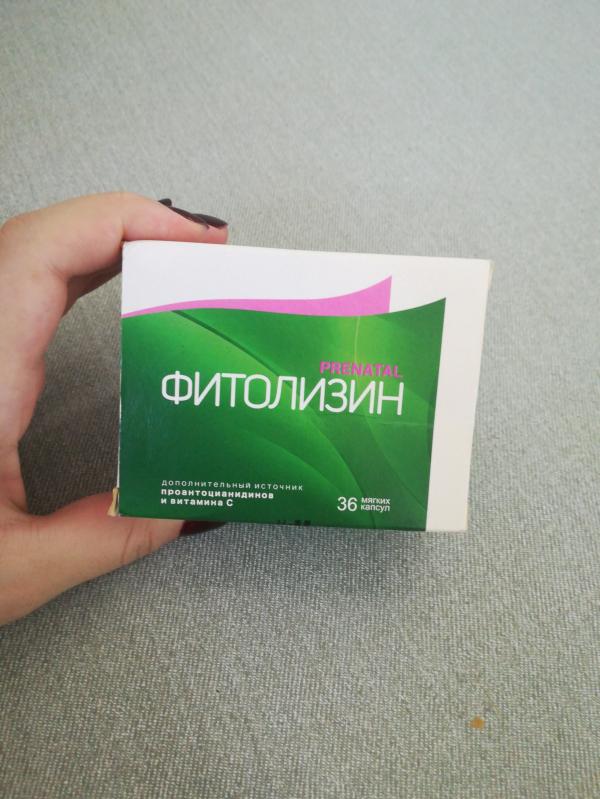 PRENATAL
ФИТОЛИЗИН
дополнительный источник
проантоцианидинов
и витамина С
36 мягких
капсул